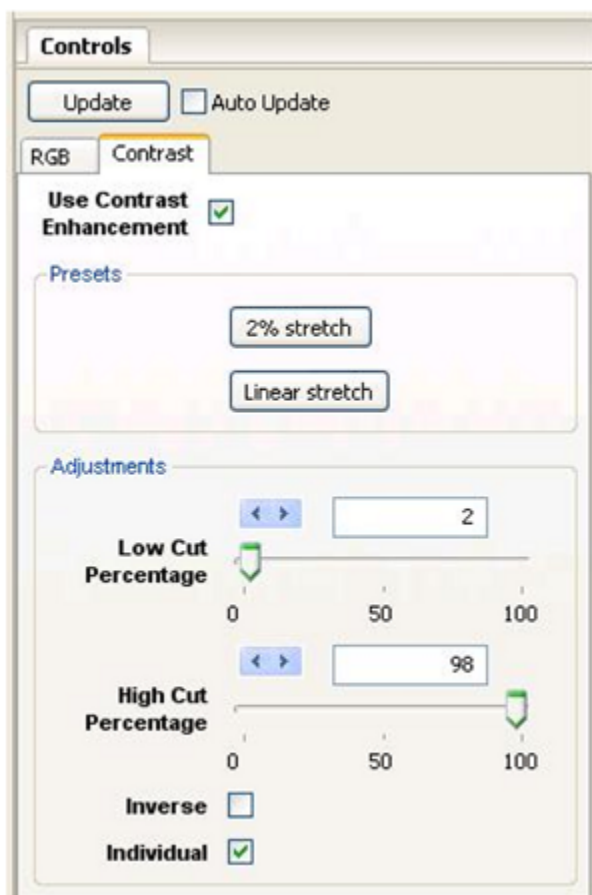 Controls
Update Auto Update
RGB Contrast
Use Contrast
Enhancement
Presets
2% stretch
Linear stretch
Adjustments
2
Low Cut
Percentage
0 50 100
98
High Cut
Percentage
0 50 100
Inverse
Individual